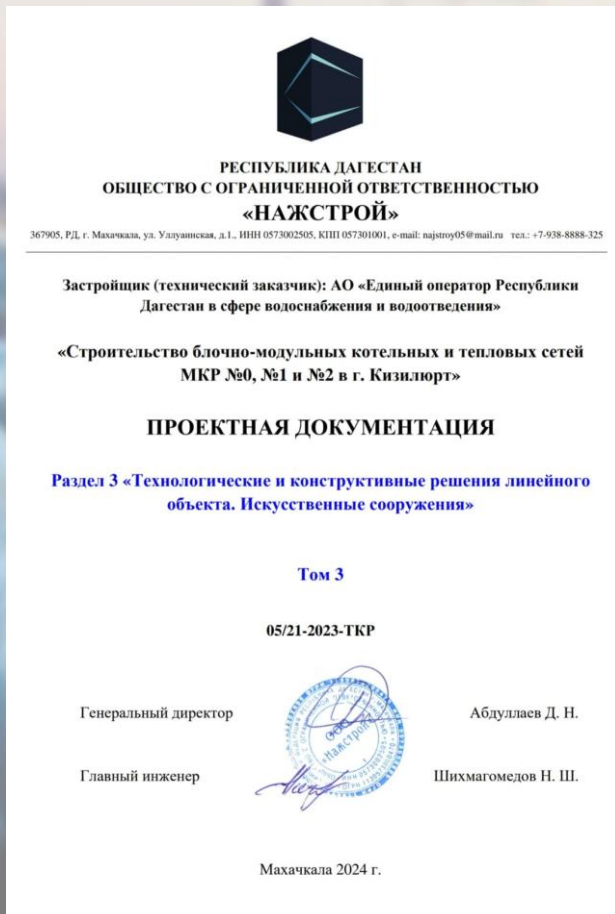 РЕСПУБЛИКА ДАГЕСТАН
ОБЩЕСТВО С ОГРАНИЧЕННОЙ ОТВЕТСТВЕННОСТЬЮ
«НАЖСТРОЙ»
367905, РД, г. Махачкала, ул. Уллуаинская, д.1., ИНН 0573002505, КПП 057301001, e-mail: najstroy05@mail.ru тел.: +7-938-8888-325
Застройщик (технический заказчик): АО «Единый оператор Республики
Дагестан в сфере водоснабжения и водоотведения»
«Строительство блочно-модульных котельных и тепловых сетей
МКР №0, №1 и №2 в г. Кизилюрт»
ПРОЕКТНАЯ ДОКУМЕНТАЦИЯ
Раздел 3 «Технологические и конструктивные решения линейного
объекта. Искусственные сооружения»
Том 3
05/21-2023-ТКР
Генеральный директор Абдуллаев Д. Н.
ООО
«Нажстрой»
Главный инженер Шихмагомедов Н. Ш.
Махачкала 2024 г.